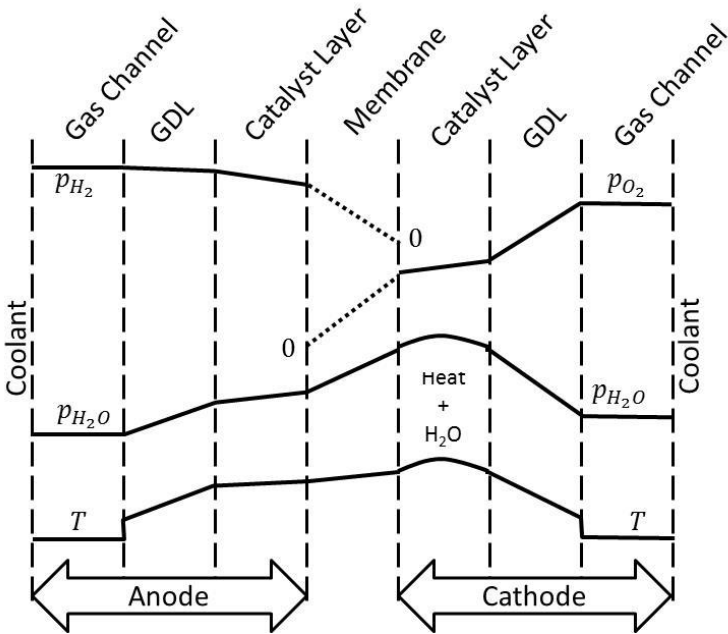 Gas Channel
GDL
Catalyst Layer
Membrane
Catalyst Layer
GDL
Gas Channel
Coolant
Coolant
p_{H_2}
p_{O_2}
0
0
p_{H_2O}
p_{H_2O}
Heat
+
H₂O
T
T
Anode
Cathode